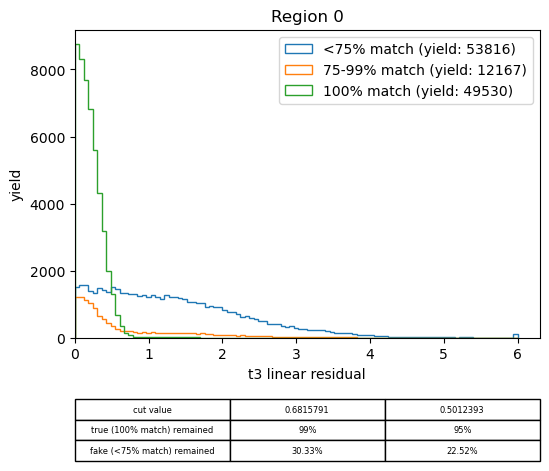 Region 0
<75% match (yield: 53816)
75-99% match (yield: 12167)
100% match (yield: 49530)
yield
8000
6000
4000
2000
0
0 1 2 3 4 5 6
t3 linear residual
cut value 0.6815791 0.5012393
true (100% match) remained 99% 95%
fake (<75% match) remained 30.33% 22.52%